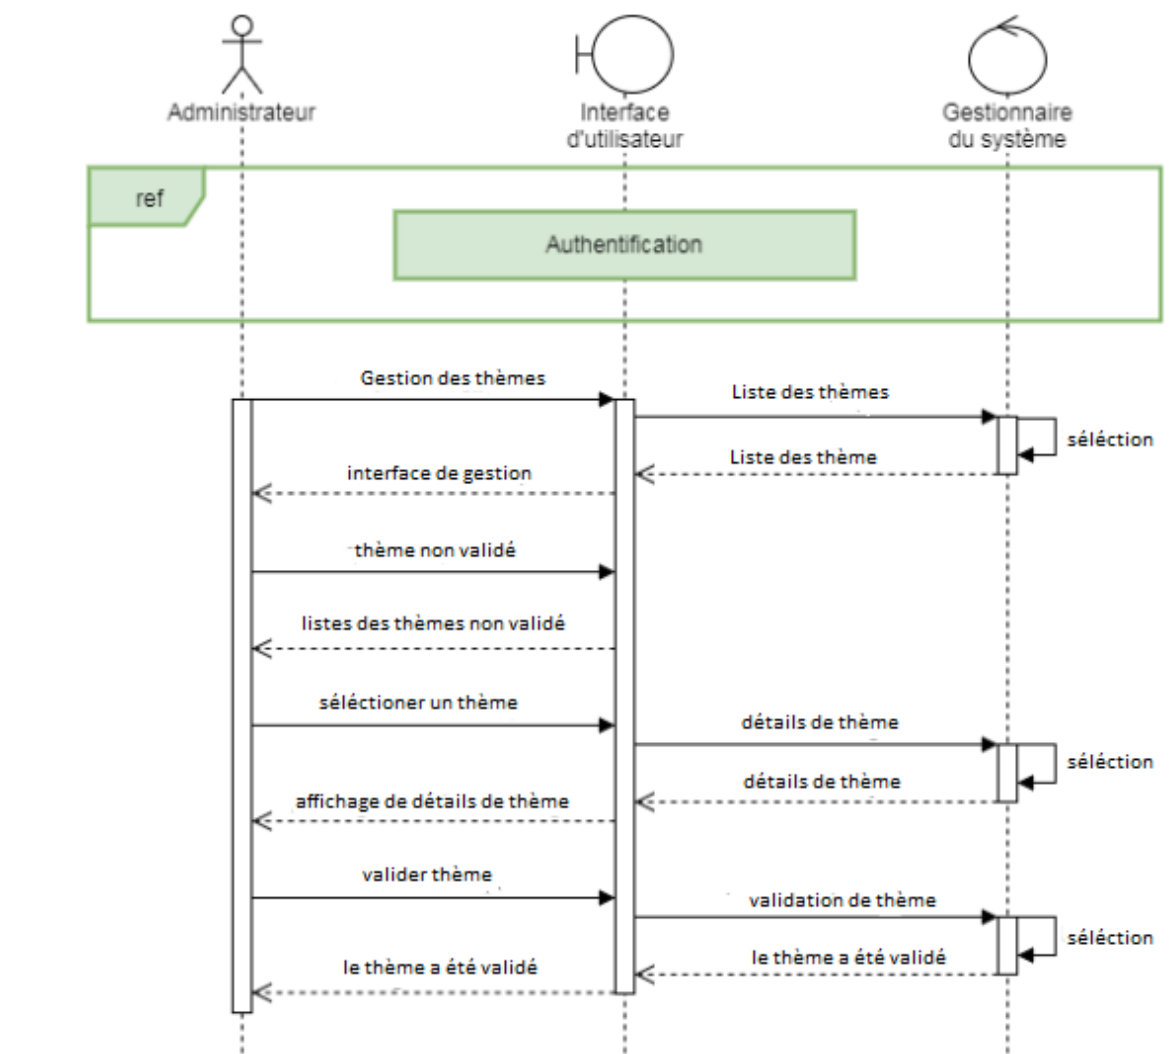 Administrateur
Interface
d'utilisateur
Gestionnaire
du système
ref
Authentification
Gestion des thèmes
Liste des thèmes
séléction
Liste des thème
interface de gestion
thème non validé
listes des thèmes non validé
séléctioner un thème
détails de thème
séléction
détails de thème
affichage de détails de thème
valider thème
validation de thème
séléction
le thème a été validé
le thème a été validé